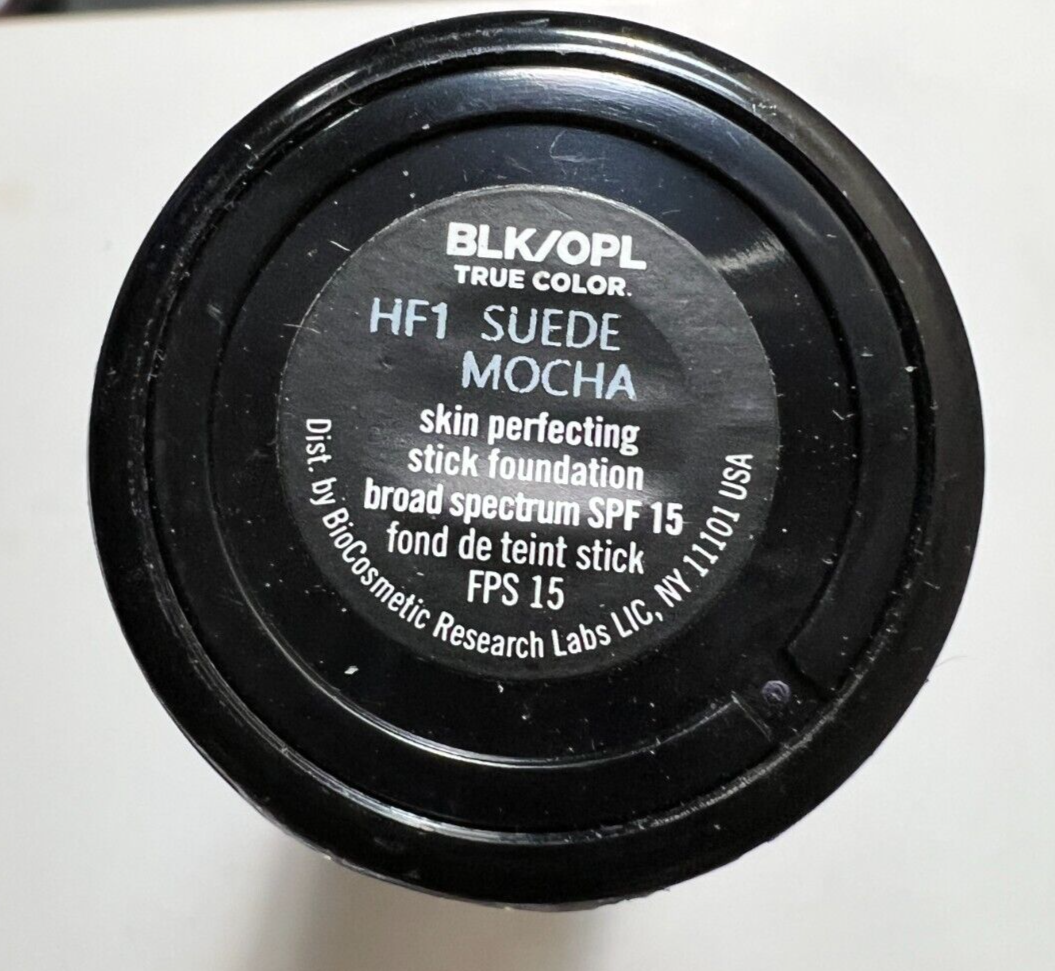 BLK/OPL
TRUE COLOR.
HF1 SUEDE
MOCHA
skin perfecting
stick foundation
broad spectrum SPF 15
fond de teint stick
FPS 15
Dist. by BioCosmetic Research Labs LIC, NY 11101 USA